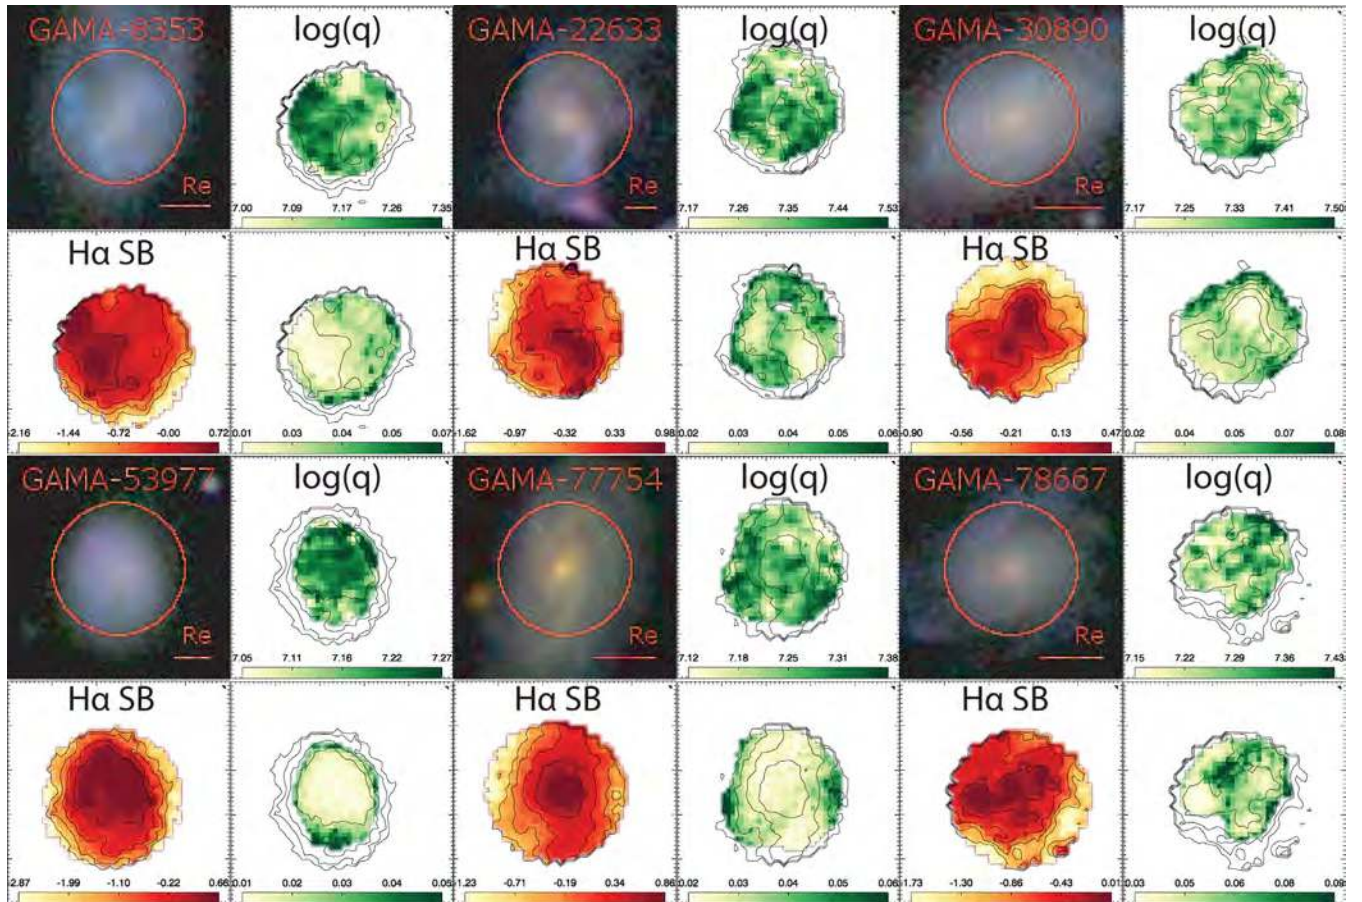 GAMA-8353 log(q) GAMA-22633 log(q) GAMA-30890 log(q)
Re Re Re
7.00 7.09 7.17 7.26 7.35 7.17 7.26 7.35 7.44 7.53 7.17 7.25 7.33 7.41 7.50
Hα SB Hα SB Hα SB
-2.16 -1.44 -0.72 -0.00 0.72 0.01 0.03 0.04 0.05 0.07 -1.62 -0.97 -0.32 0.33 0.98 0.02 0.03 0.04 0.05 0.06 -0.90 -0.56 -0.21 0.13 0.47 0.02 0.04 0.05 0.07 0.08
GAMA-53977 log(q) GAMA-77754 log(q) GAMA-78667 log(q)
Re Re Re
7.05 7.11 7.16 7.22 7.27 7.12 7.18 7.25 7.31 7.38 7.15 7.22 7.29 7.36 7.43
Hα SB Hα SB Hα SB
-2.87 -1.99 -1.10 -0.22 0.66 0.01 0.02 0.03 0.04 0.05 -1.23 -0.71 -0.19 0.34 0.86 0.02 0.03 0.04 0.05 0.06 -1.73 -1.30 -0.86 -0.43 0.01 0.03 0.05 0.06 0.08 0.09